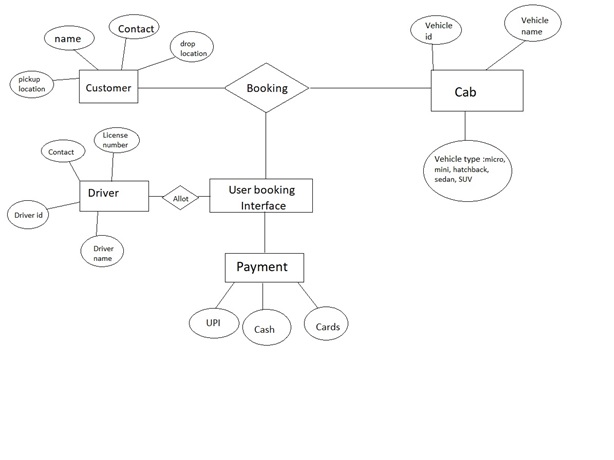 name
Contact
drop
location
pickup
location
Customer
Booking
Vehicle
id
Vehicle
name
Cab
Vehicle type :micro,
mini, hatchback,
sedan, SUV
Contact
License
number
Driver
Driver id
Driver
name
Allot
User booking
Interface
Payment
UPI
Cash
Cards